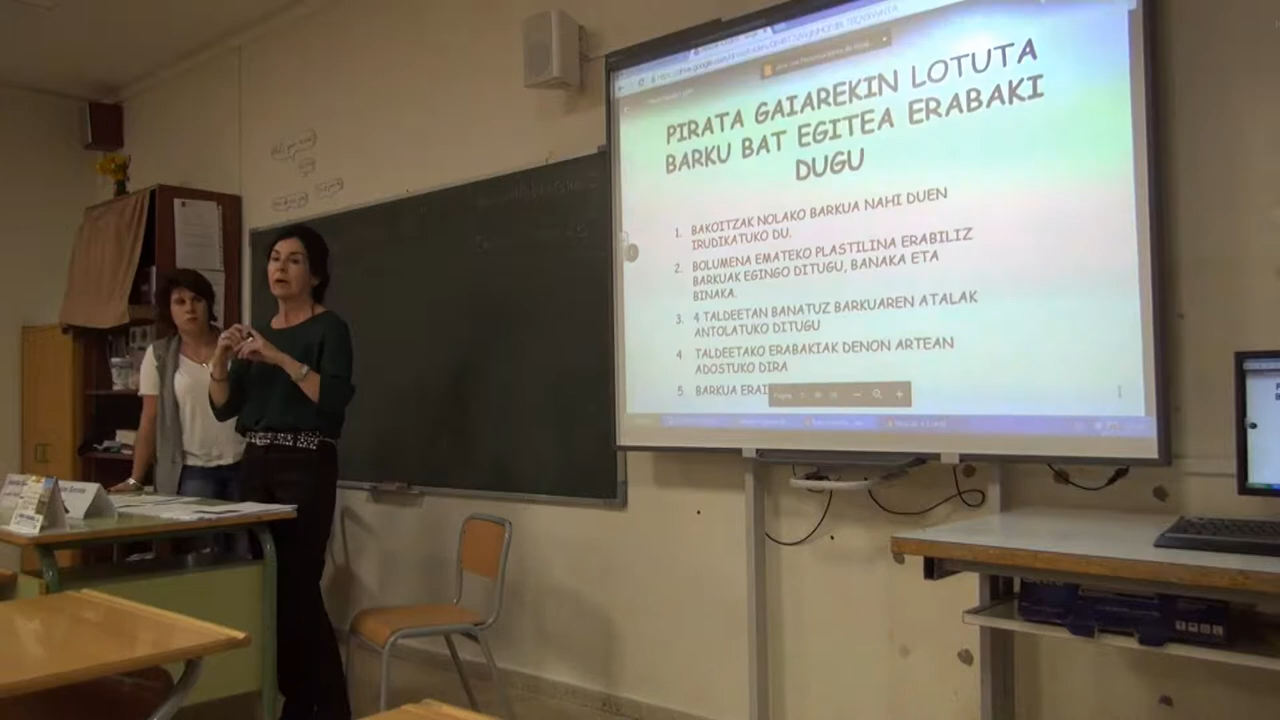 PIRATA GAIAREKIN LOTUTA
BARKU BAT EGITEA ERABAKI
DUGU
1. BAKOITZAK NOLAKO BARKUA NAHI DUEN
IRUDIKATUKO DU.
2. BOLUMENA EMATEKO PLASTILINA ERABILIZ
BARKUAK EGINGO DITUGU, BANAKA ETA
BINAKA.
3. 4 TALDEETAN BANATUZ BARKUAREN ATALAK
ANTOLATUKO DITUGU
4 TALDEETAKO ERABAKIAK DENON ARTEAN
ADOSTUKO DIRA
5 BARKUA ERAI